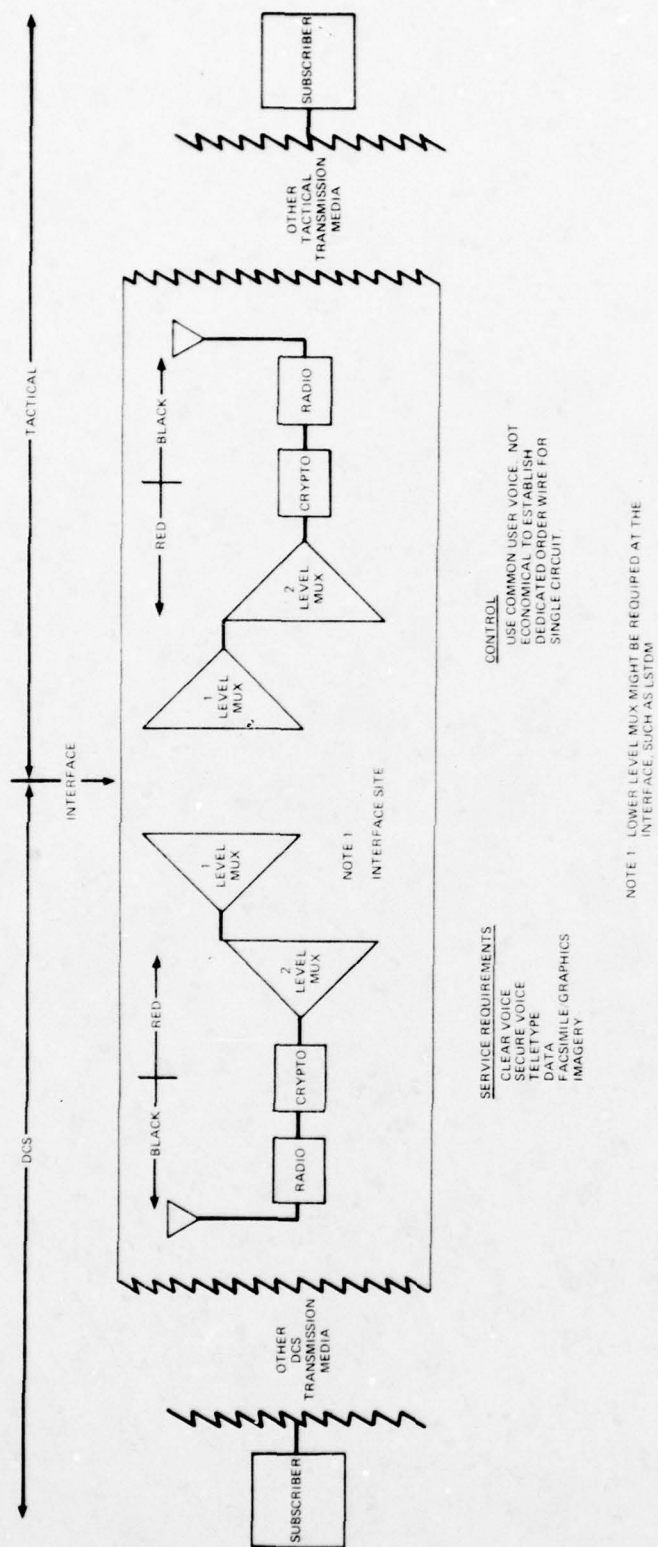 DCS
TACTICAL
INTERFACE
BLACK
RED
RED
BLACK
SUBSCRIBER
OTHER
DCS
TRANSMISSION
MEDIA
RADIO
CRYPTO
2
LEVEL
MUX
1
LEVEL
MUX
1
LEVEL
MUX
2
LEVEL
MUX
CRYPTO
RADIO
OTHER
TACTICAL
TRANSMISSION
MEDIA
SUBSCRIBER
NOTE 1
INTERFACE SITE
SERVICE REQUIREMENTS
CLEAR VOICE
SECURE VOICE
TELETYPE
DATA
FACSIMILE/GRAPHICS
IMAGERY
CONTROL
USE COMMON USER VOICE. NOT
ECONOMICAL TO ESTABLISH
DEDICATED ORDER WIRE FOR
SINGLE CIRCUIT.
NOTE 1 LOWER LEVEL MUX MIGHT BE REQUIRED AT THE
INTERFACE, SUCH AS LSTDM